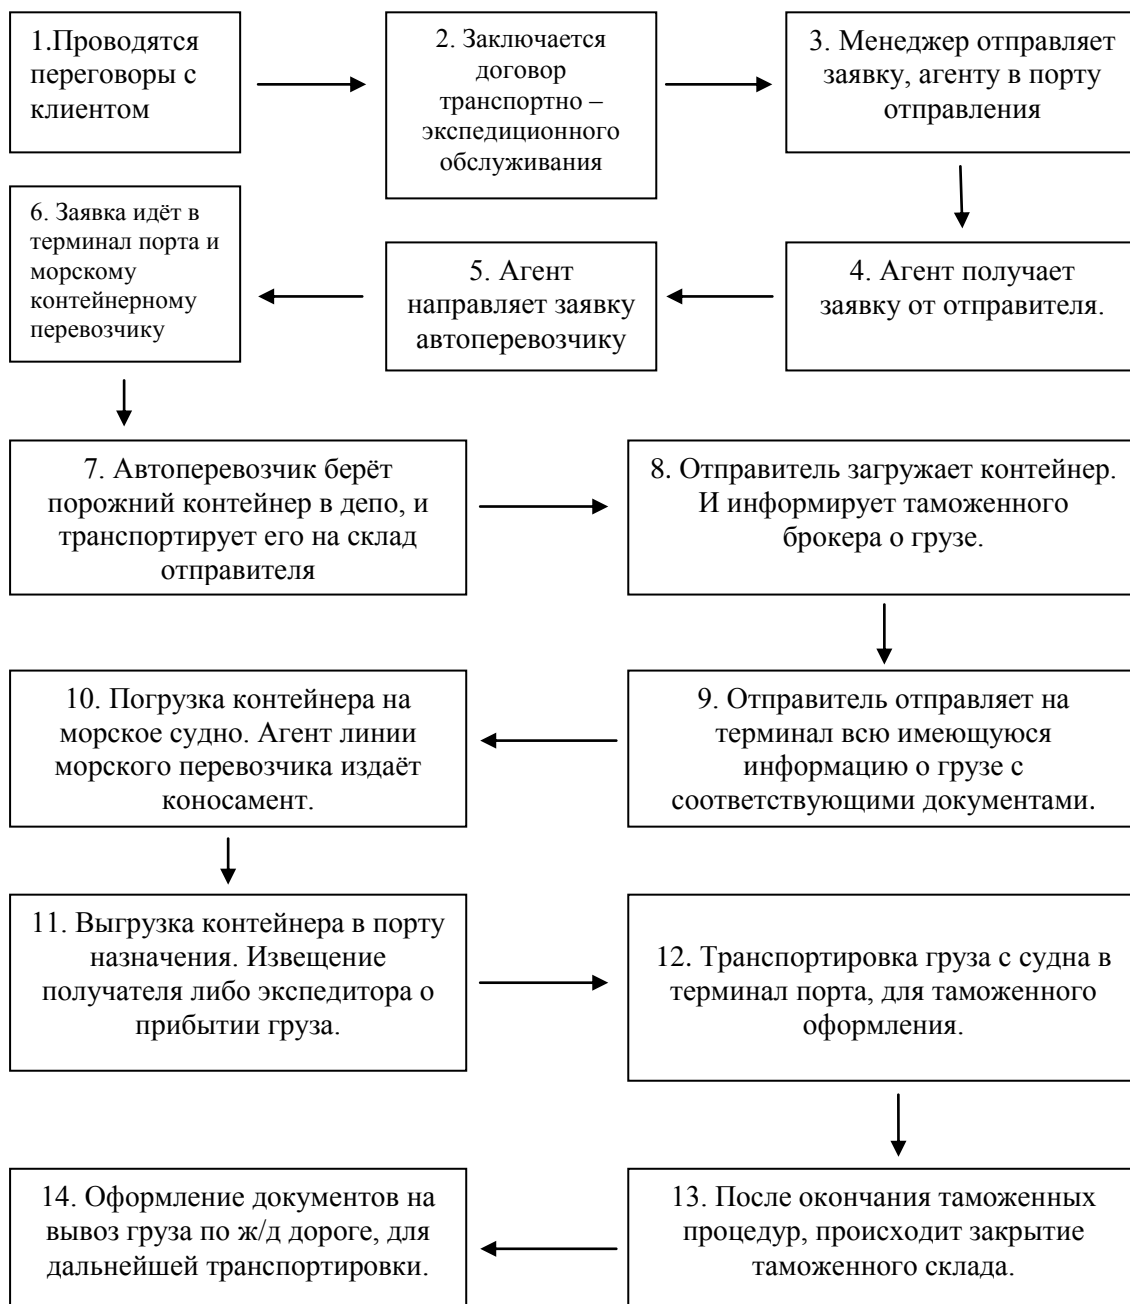 1.Проводятся
переговоры с
клиентом
2. Заключается
договор
транспортно –
экспедиционного
обслуживания
3. Менеджер отправляет
заявку, агенту в порту
отправления
4. Агент получает
заявку от отправителя.
5. Агент
направляет заявку
автоперевозчику
6. Заявка идёт в
терминал порта и
морскому
контейнерному
перевозчику
7. Автоперевозчик берёт
порожний контейнер в депо, и
транспортирует его на склад
отправителя
8. Отправитель загружает контейнер.
И информирует таможенного
брокера о грузе.
9. Отправитель отправляет на
терминал всю имеющуюся
информацию о грузе с
соответствующими документами.
10. Погрузка контейнера на
морское судно. Агент линии
морского перевозчика издаёт
коносамент.
11. Выгрузка контейнера в порту
назначения. Извещение
получателя либо экспедитора о
прибытии груза.
12. Транспортировка груза с судна в
терминал порта, для таможенного
оформления.
13. После окончания таможенных
процедур, происходит закрытие
таможенного склада.
14. Оформление документов на
вывоз груза по ж/д дороге, для
дальнейшей транспортировки.